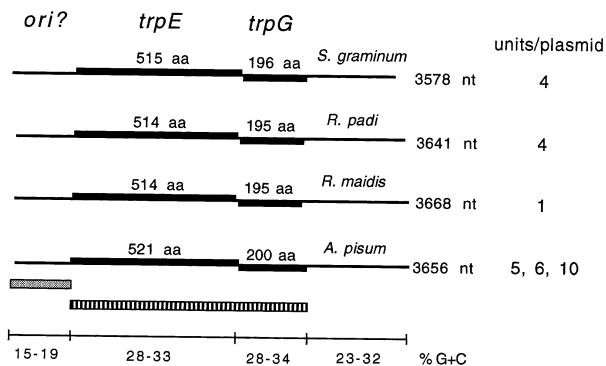 ori? trpE trpG
units/plasmid
515 aa 196 aa S. graminum
3578 nt 4
514 aa 195 aa R. padi
3641 nt 4
514 aa 195 aa R. maidis
3668 nt 1
521 aa 200 aa A. pisum
3656 nt 5, 6, 10
15-19 28-33 28-34 23-32 % G+C